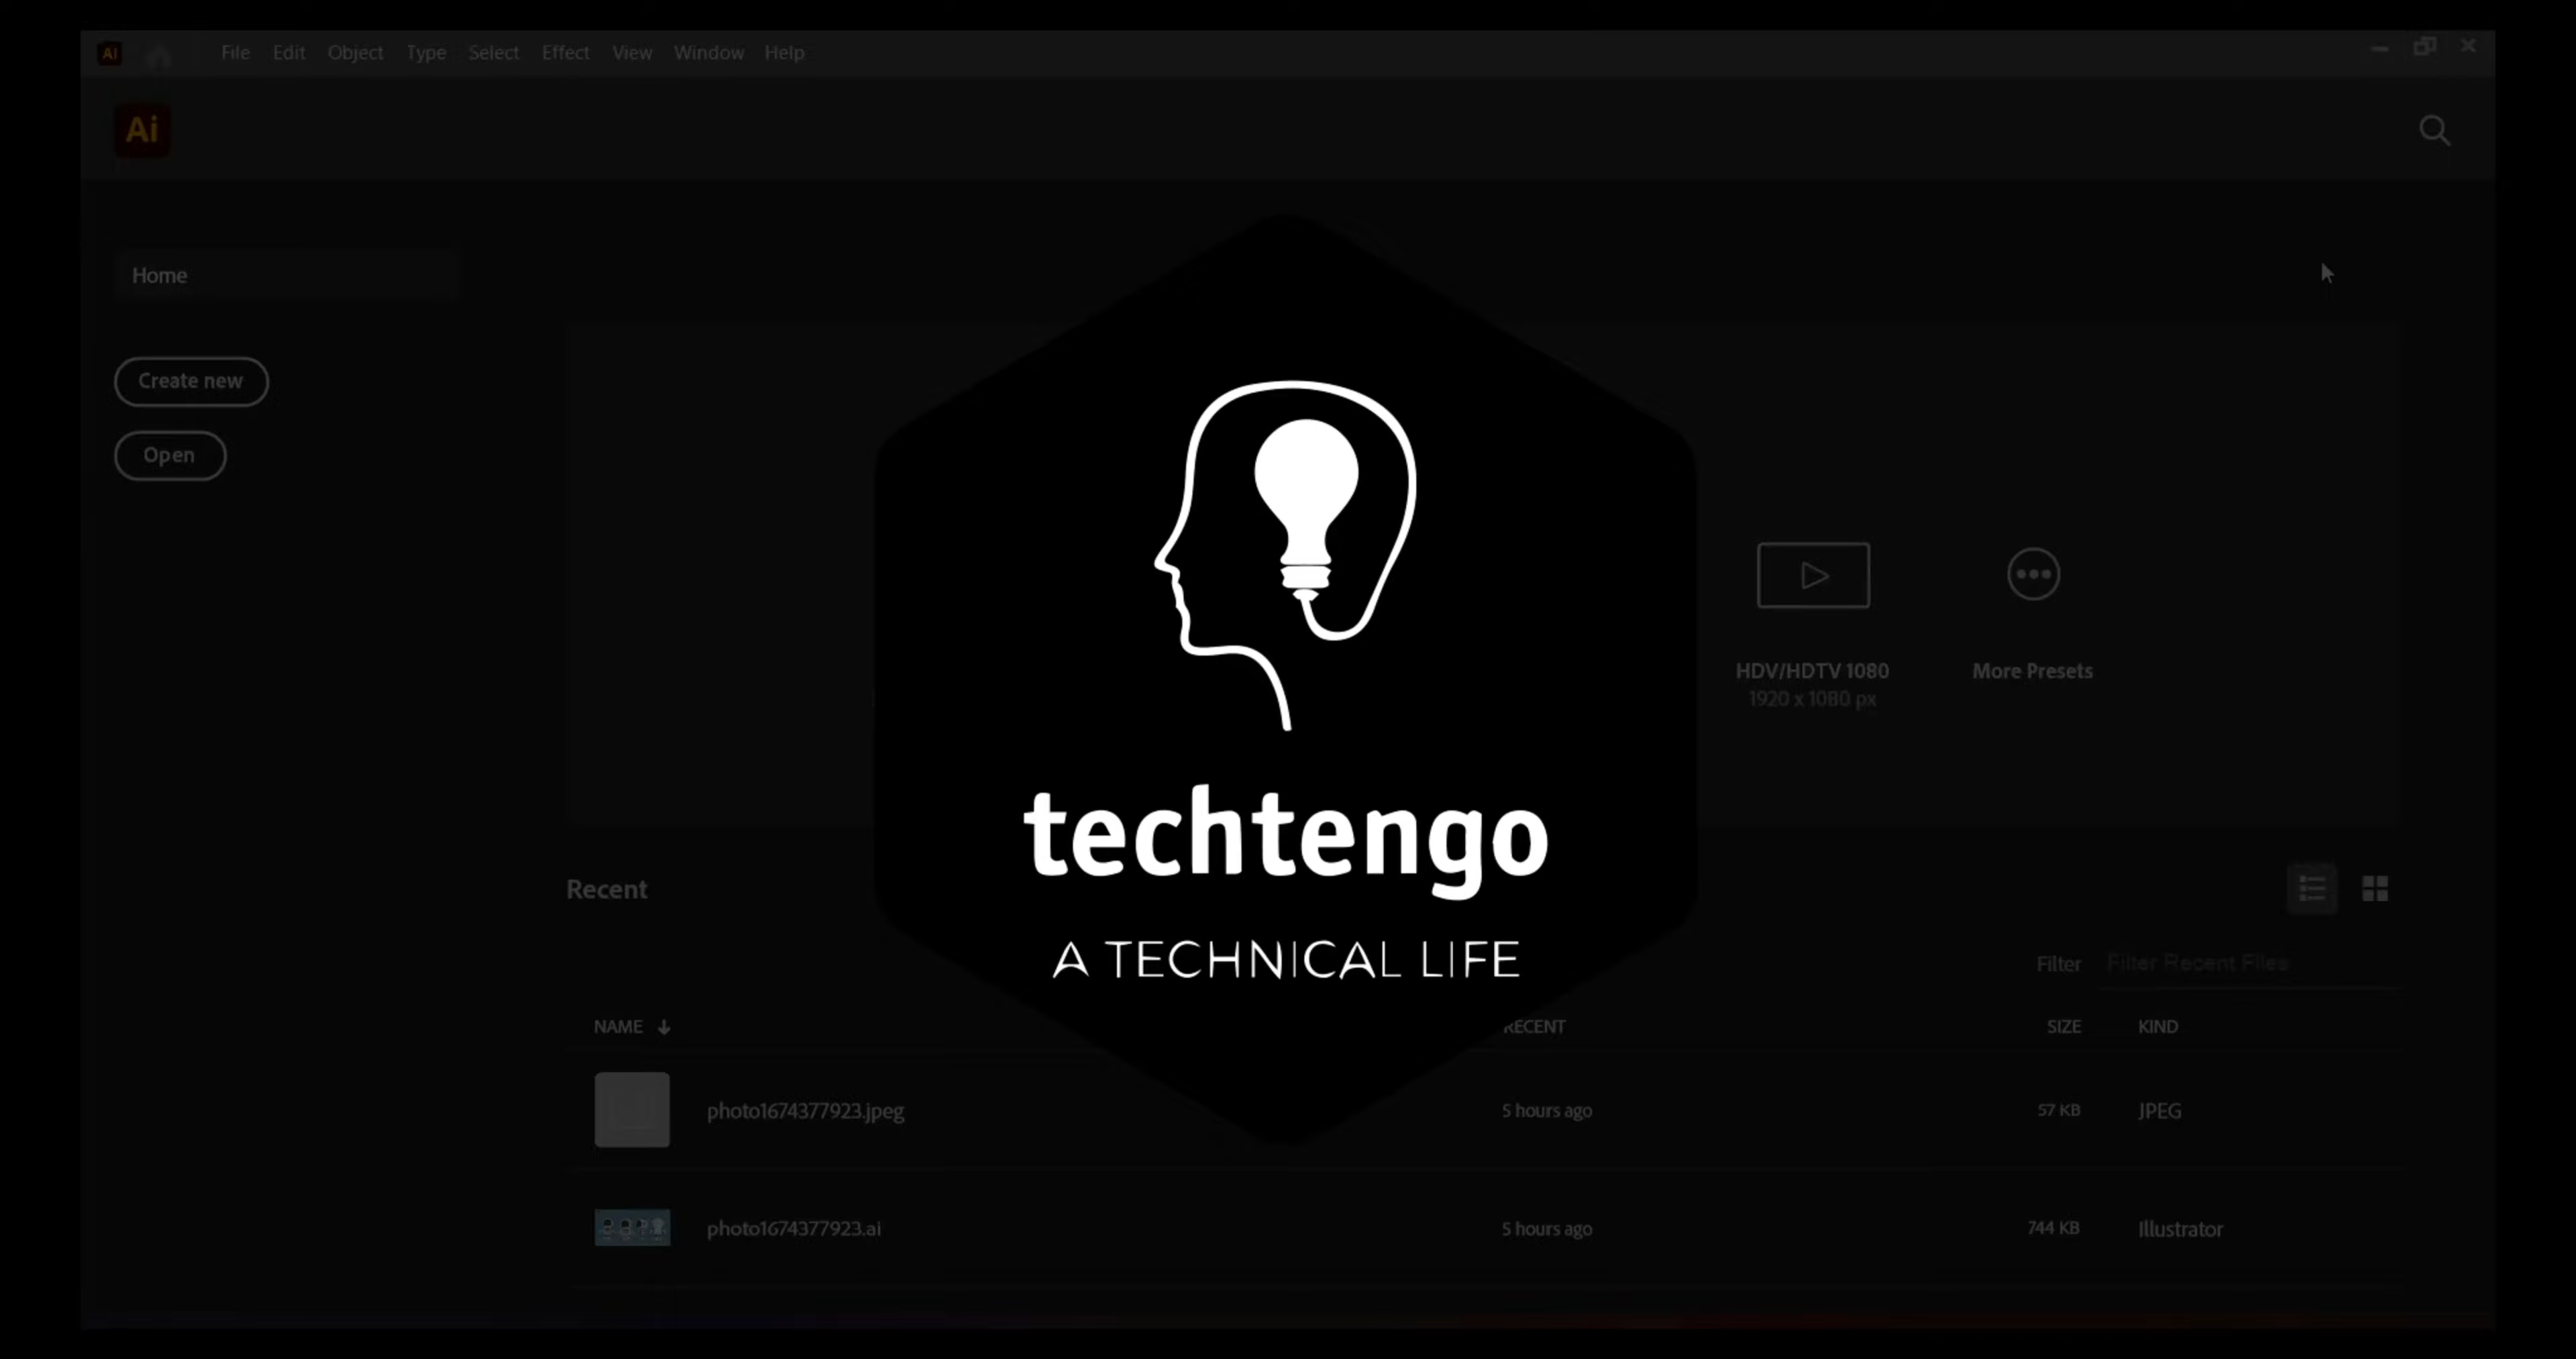 Ai File Edit Object Type Select Effect View Window Help
Ai
Home
Create new
Open
HDV/HDTV 1080
1920 x 1080 px
More Presets
techtengo
A TECHNICAL LIFE
Recent
Filter Filter Recent Files
NAME RECENT SIZE KIND
photo1674377923.jpeg 5 hours ago 57 KB JPEG
photo1674377923.ai 5 hours ago 744 KB Illustrator